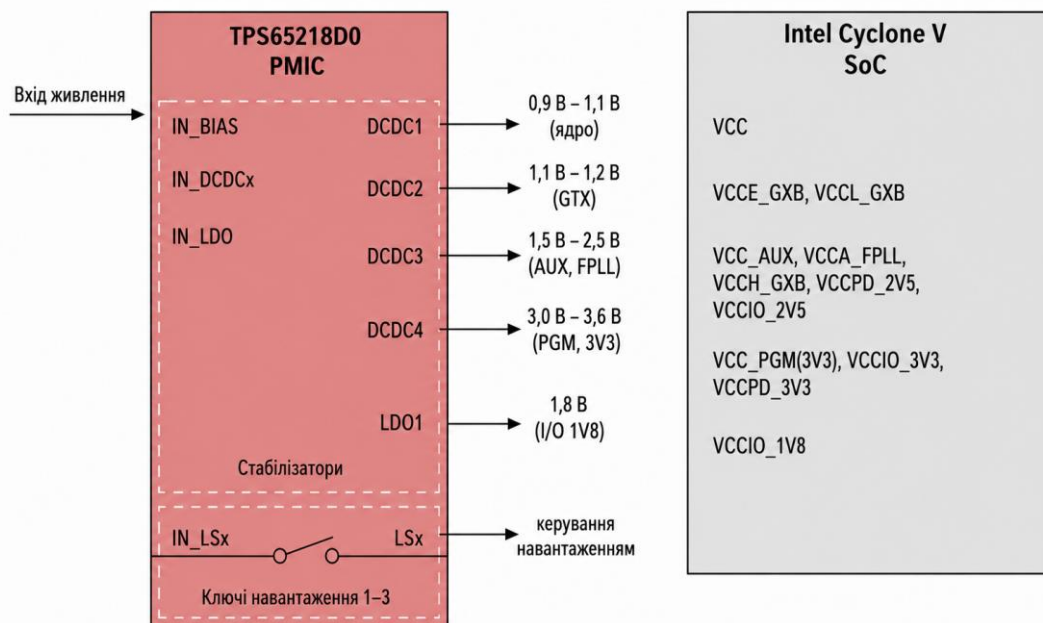 TPS65218D0
PMIC
Вхід живлення
IN_BIAS
IN_DCDCx
IN_LDO
DCDC1
DCDC2
DCDC3
DCDC4
LDO1
Стабілізатори
IN_LSx
LSx
Ключі навантаження 1–3
0,9 В – 1,1 В
(ядро)
1,1 В – 1,2 В
(GTX)
1,5 В – 2,5 В
(AUX, FPLL)
3,0 В – 3,6 В
(PGM, 3V3)
1,8 В
(I/O 1V8)
керування
навантаженням
Intel Cyclone V
SoC
VCC
VCCE_GXB, VCCL_GXB
VCC_AUX, VCCA_FPLL,
VCCH_GXB, VCCPD_2V5,
VCCIO_2V5
VCC_PGM(3V3), VCCIO_3V3,
VCCPD_3V3
VCCIO_1V8